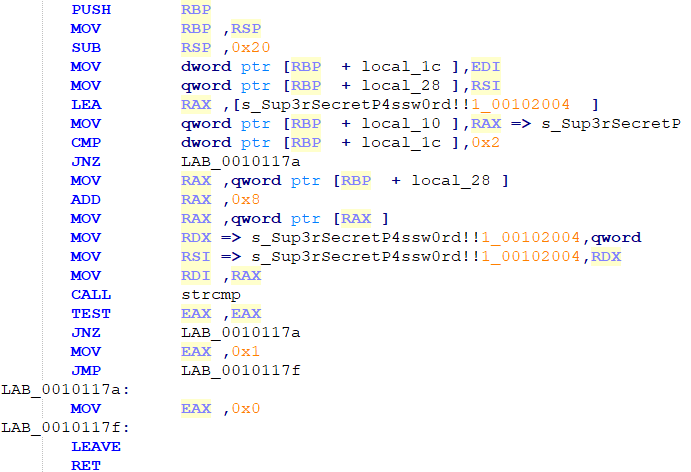 PUSH RBP
MOV RBP ,RSP
SUB RSP ,0x20
MOV dword ptr [RBP + local_1c ],EDI
MOV qword ptr [RBP + local_28 ],RSI
LEA RAX ,[s_Sup3rSecretP4ssw0rd!!1_00102004 ]
MOV qword ptr [RBP + local_10 ],RAX => s_Sup3rSecretP
CMP dword ptr [RBP + local_1c ],0x2
JNZ LAB_0010117a
MOV RAX ,qword ptr [RBP + local_28 ]
ADD RAX ,0x8
MOV RAX ,qword ptr [RAX ]
MOV RDX => s_Sup3rSecretP4ssw0rd!!1_00102004,qword
MOV RSI => s_Sup3rSecretP4ssw0rd!!1_00102004,RDX
MOV RDI ,RAX
CALL strcmp
TEST EAX ,EAX
JNZ LAB_0010117a
MOV EAX ,0x1
JMP LAB_0010117f
LAB_0010117a:
MOV EAX ,0x0
LAB_0010117f:
LEAVE
RET